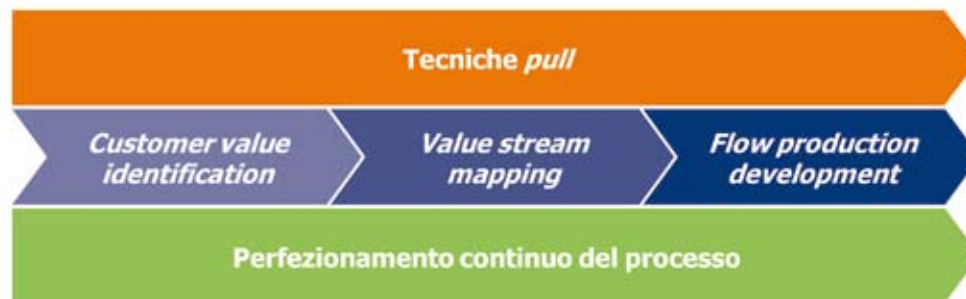 Tecniche pull
Customer value
identification
Value stream
mapping
Flow production
development
Perfezionamento continuo del processo